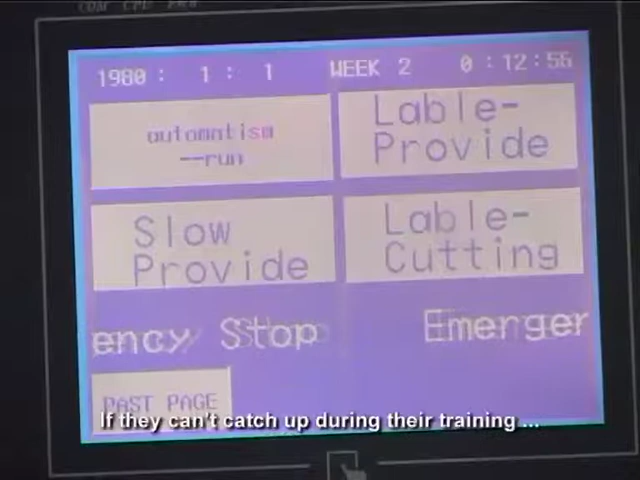 1980: 1: 1 WEEK 2 0:12:55
automatism
--run
Lable-
Provide
Slow
Provide
Lable-
Cutting
ency Stop Emerger
PAST PAGE
If they can't catch up during their training ...